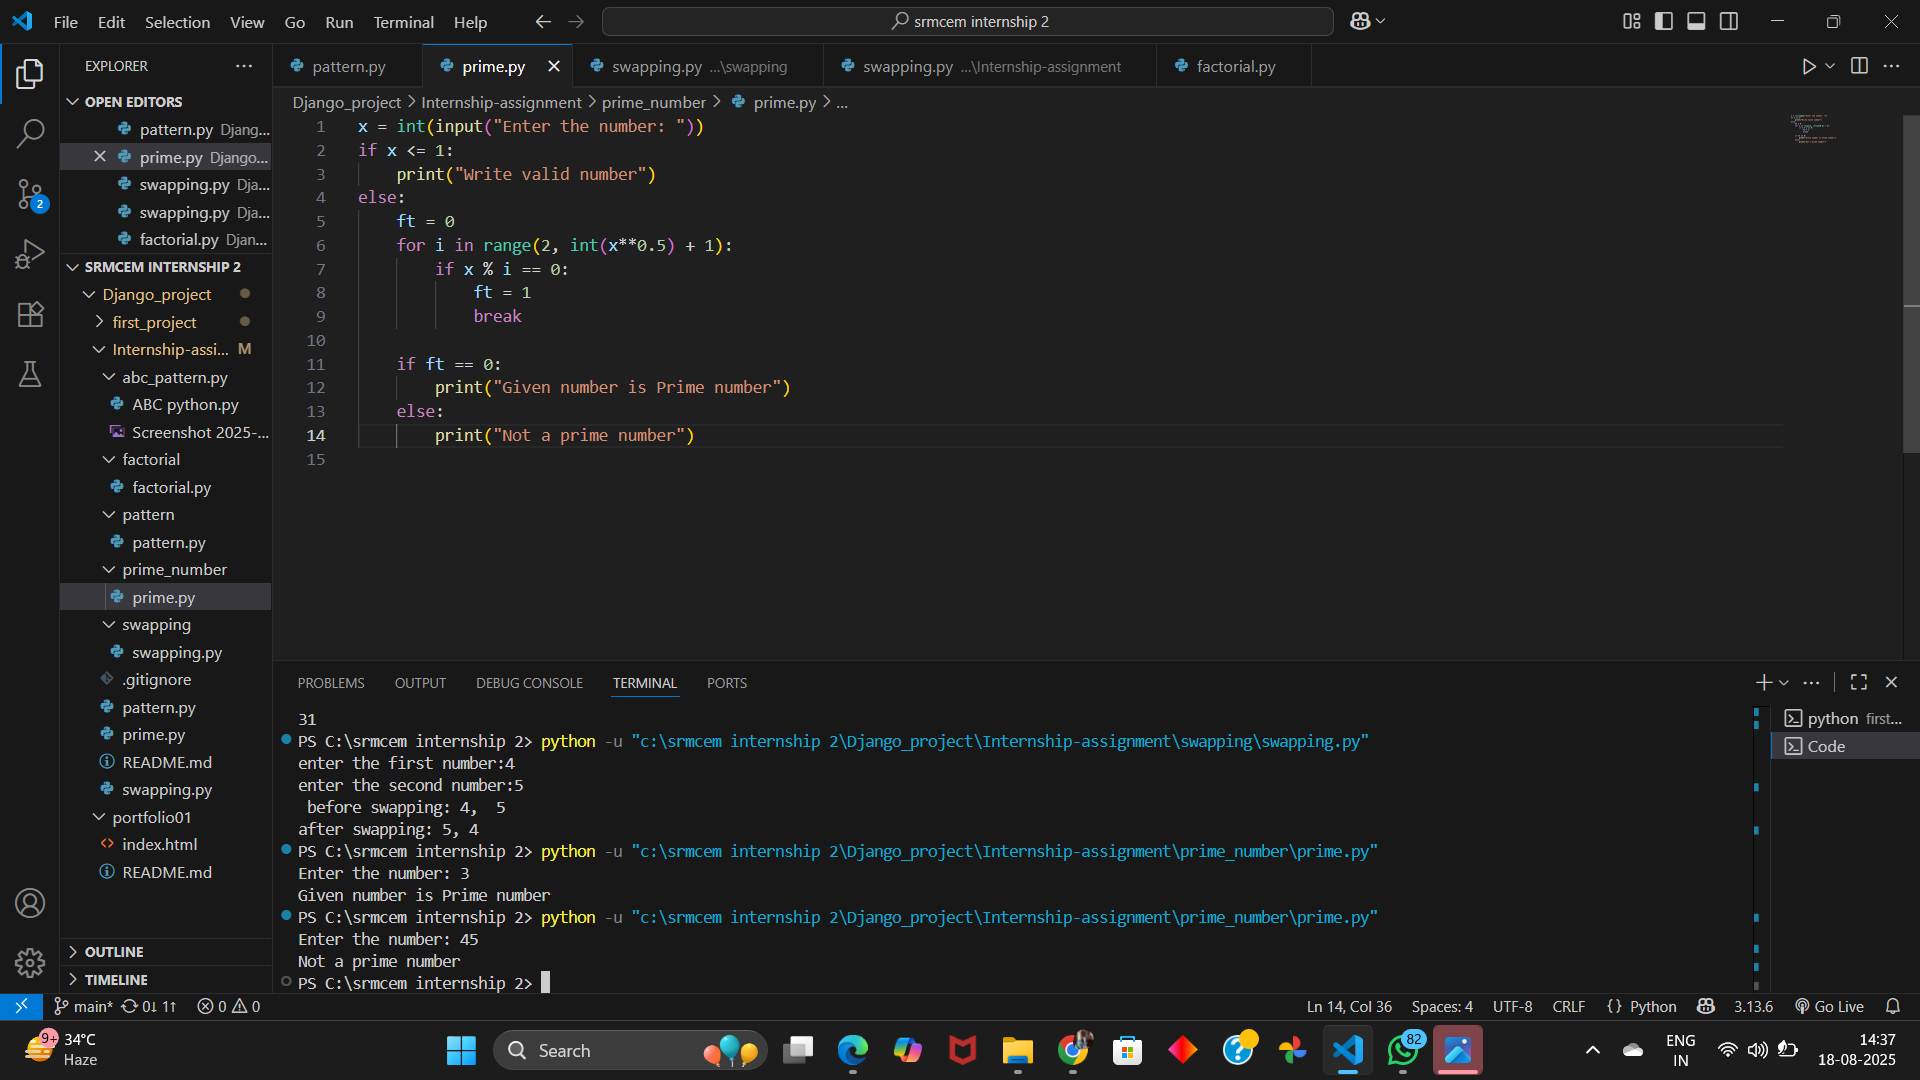 File Edit Selection View Go Run Terminal Help
srmcem internship 2
EXPLORER
OPEN EDITORS
pattern.py Djang...
prime.py Django...
swapping.py Dja...
swapping.py Dja...
factorial.py Djan...
SRMCEM INTERNSHIP 2
Django_project
first_project
Internship-assi... M
abc_pattern.py
ABC python.py
Screenshot 2025-...
factorial
factorial.py
pattern
pattern.py
prime_number
prime.py
swapping
swapping.py
.gitignore
pattern.py
prime.py
README.md
swapping.py
portfolio01
index.html
README.md
OUTLINE
TIMELINE
2
pattern.py
prime.py
swapping.py ...\swapping
swapping.py ...\Internship-assignment
factorial.py
Django_project > Internship-assignment > prime_number > prime.py > ...
1 x = int(input("Enter the number: "))
2 if x <= 1:
3     print("Write valid number")
4 else:
5     ft = 0
6     for i in range(2, int(x**0.5) + 1):
7         if x % i == 0:
8             ft = 1
9             break
10
11     if ft == 0:
12         print("Given number is Prime number")
13     else:
14         print("Not a prime number")
15
PROBLEMS OUTPUT DEBUG CONSOLE TERMINAL PORTS
31
PS C:\srmcem internship 2> python -u "c:\srmcem internship 2\Django_project\Internship-assignment\swapping\swapping.py"
enter the first number:4
enter the second number:5
 before swapping: 4,  5
after swapping: 5, 4
PS C:\srmcem internship 2> python -u "c:\srmcem internship 2\Django_project\Internship-assignment\prime_number\prime.py"
Enter the number: 3
Given number is Prime number
PS C:\srmcem internship 2> python -u "c:\srmcem internship 2\Django_project\Internship-assignment\prime_number\prime.py"
Enter the number: 45
Not a prime number
PS C:\srmcem internship 2>
python first...
Code
main* 0↓ 1↑ 0 0
Ln 14, Col 36 Spaces: 4 UTF-8 CRLF {} Python 3.13.6 Go Live
9+ 34°C
Haze
Search
82
ENG
IN
14:37
18-08-2025